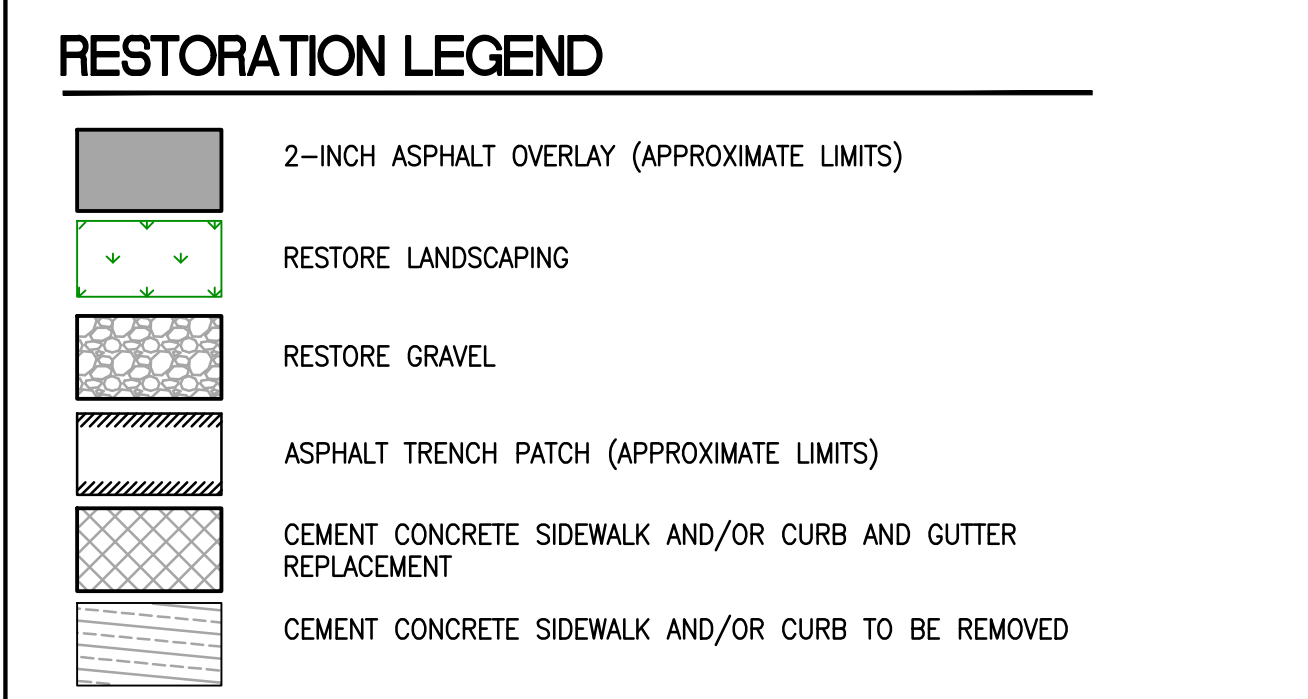 RESTORATION LEGEND
2-INCH ASPHALT OVERLAY (APPROXIMATE LIMITS)
RESTORE LANDSCAPING
RESTORE GRAVEL
ASPHALT TRENCH PATCH (APPROXIMATE LIMITS)
CEMENT CONCRETE SIDEWALK AND/OR CURB AND GUTTER
REPLACEMENT
CEMENT CONCRETE SIDEWALK AND/OR CURB TO BE REMOVED